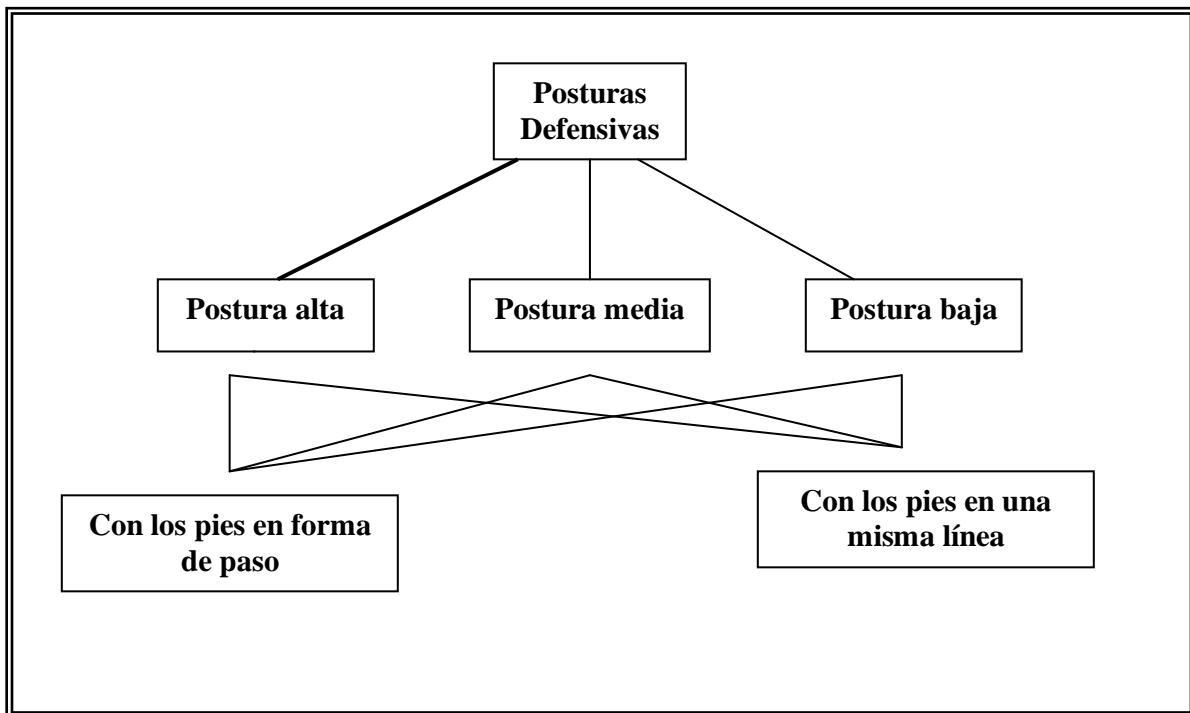 Posturas
Defensivas
Postura alta
Postura media
Postura baja
Con los pies en forma
de paso
Con los pies en una
misma línea